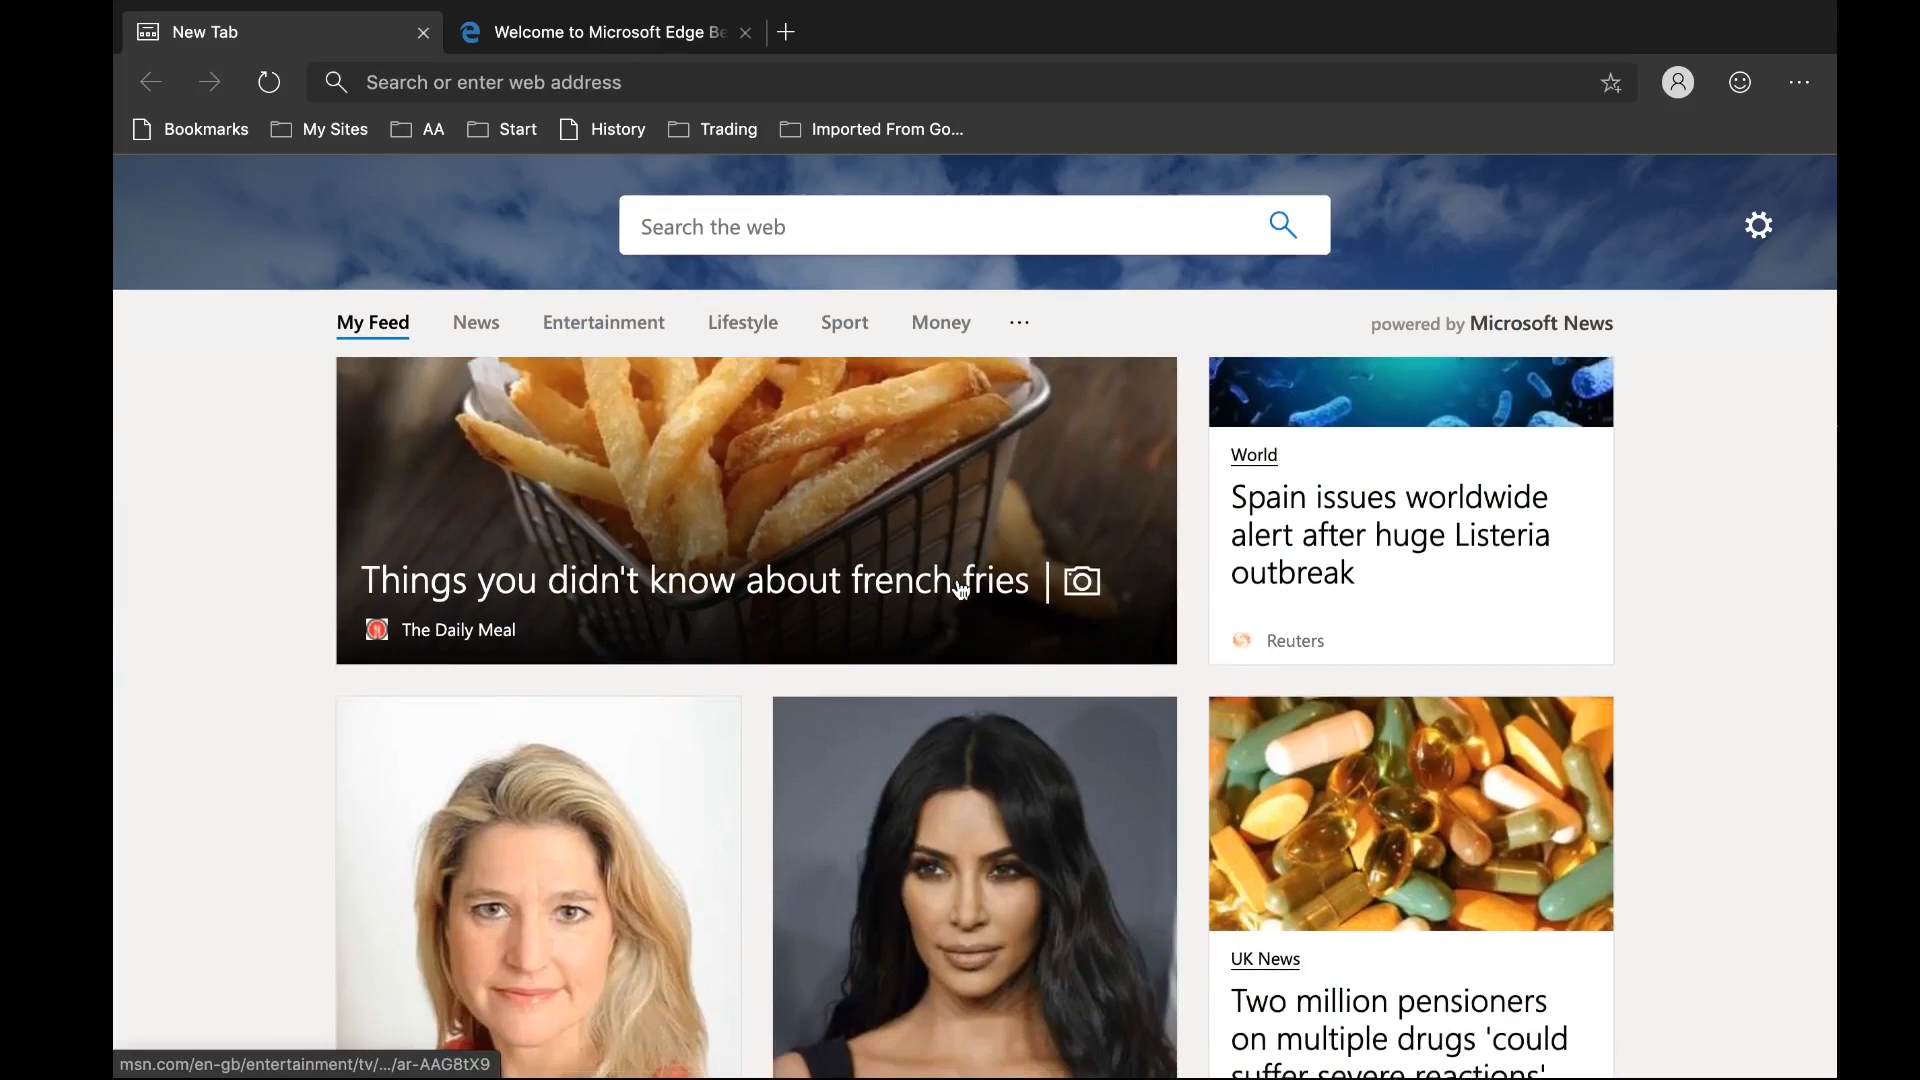 New Tab
Welcome to Microsoft Edge Be
Search or enter web address
Bookmarks My Sites AA Start History Trading Imported From Go...
Search the web
My Feed News Entertainment Lifestyle Sport Money ...
powered by Microsoft News
Things you didn't know about french fries
The Daily Meal
World
Spain issues worldwide
alert after huge Listeria
outbreak
Reuters
UK News
Two million pensioners
on multiple drugs 'could
suffer severe reactions'
msn.com/en-gb/entertainment/tv/.../ar-AAG8tX9